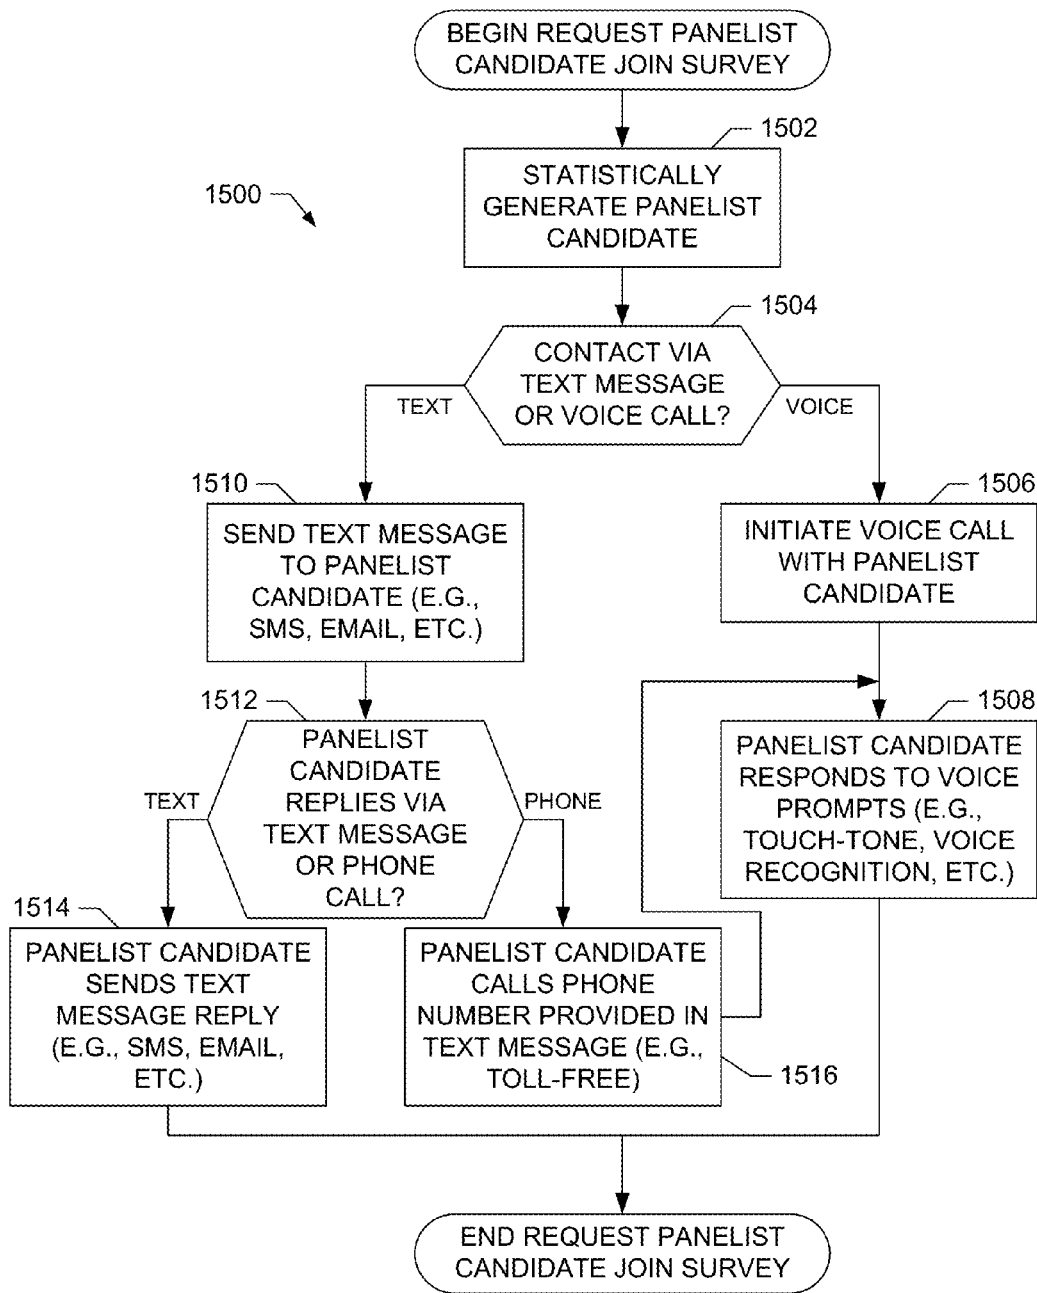 BEGIN REQUEST PANELIST
CANDIDATE JOIN SURVEY
1502
STATISTICALLY
GENERATE PANELIST
CANDIDATE
1500
1504
CONTACT VIA
TEXT MESSAGE
OR VOICE CALL?
TEXT
VOICE
1510
SEND TEXT MESSAGE
TO PANELIST
CANDIDATE (E.G.,
SMS, EMAIL, ETC.)
1506
INITIATE VOICE CALL
WITH PANELIST
CANDIDATE
1512
PANELIST
CANDIDATE
REPLIES VIA
TEXT MESSAGE
OR PHONE
CALL?
TEXT
PHONE
1508
PANELIST CANDIDATE
RESPONDS TO VOICE
PROMPTS (E.G.,
TOUCH-TONE, VOICE
RECOGNITION, ETC.)
1514
PANELIST CANDIDATE
SENDS TEXT
MESSAGE REPLY
(E.G., SMS, EMAIL,
ETC.)
PANELIST CANDIDATE
CALLS PHONE
NUMBER PROVIDED IN
TEXT MESSAGE (E.G.,
TOLL-FREE)
1516
END REQUEST PANELIST
CANDIDATE JOIN SURVEY